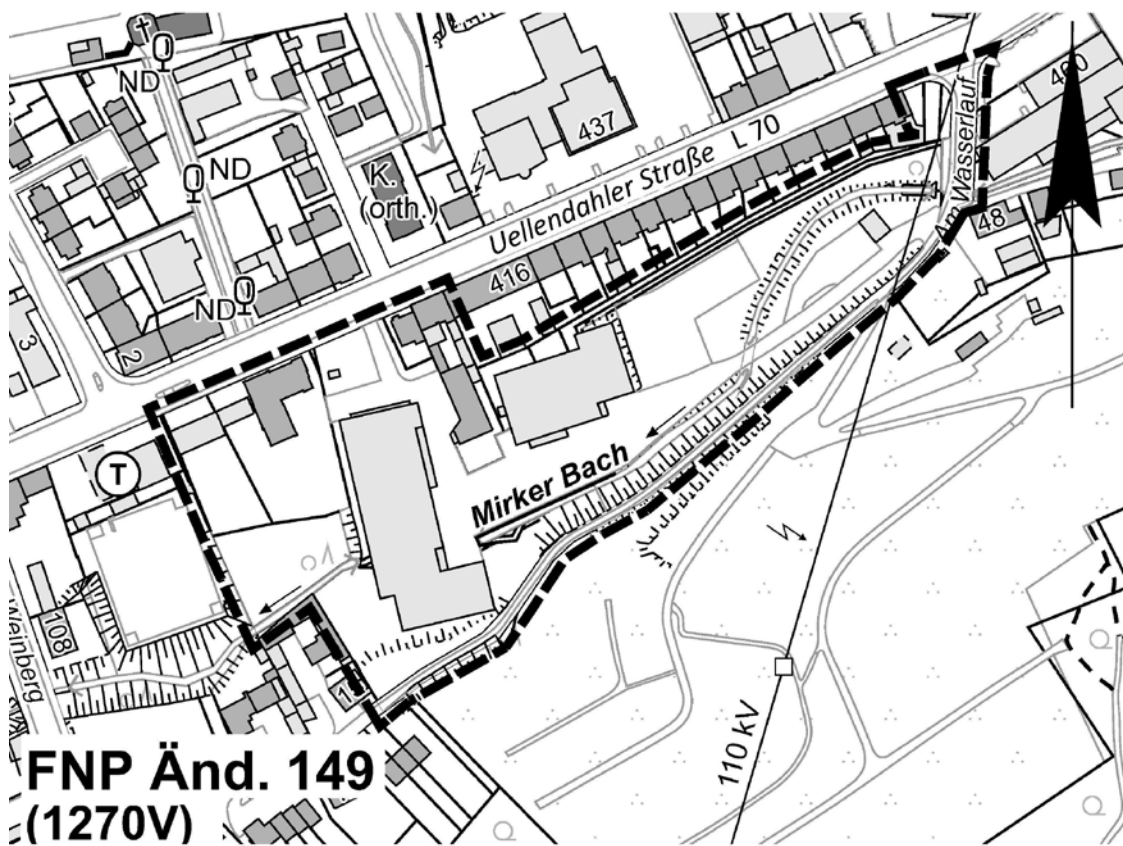 ND
ND
ND
437
K.
(orth.)
Uellendahler Straße L 70
Am Wasserlauf
48
416
2
3
T
Mirker Bach
108
Weinberg
110 kV
FNP Änd. 149
(1270V)